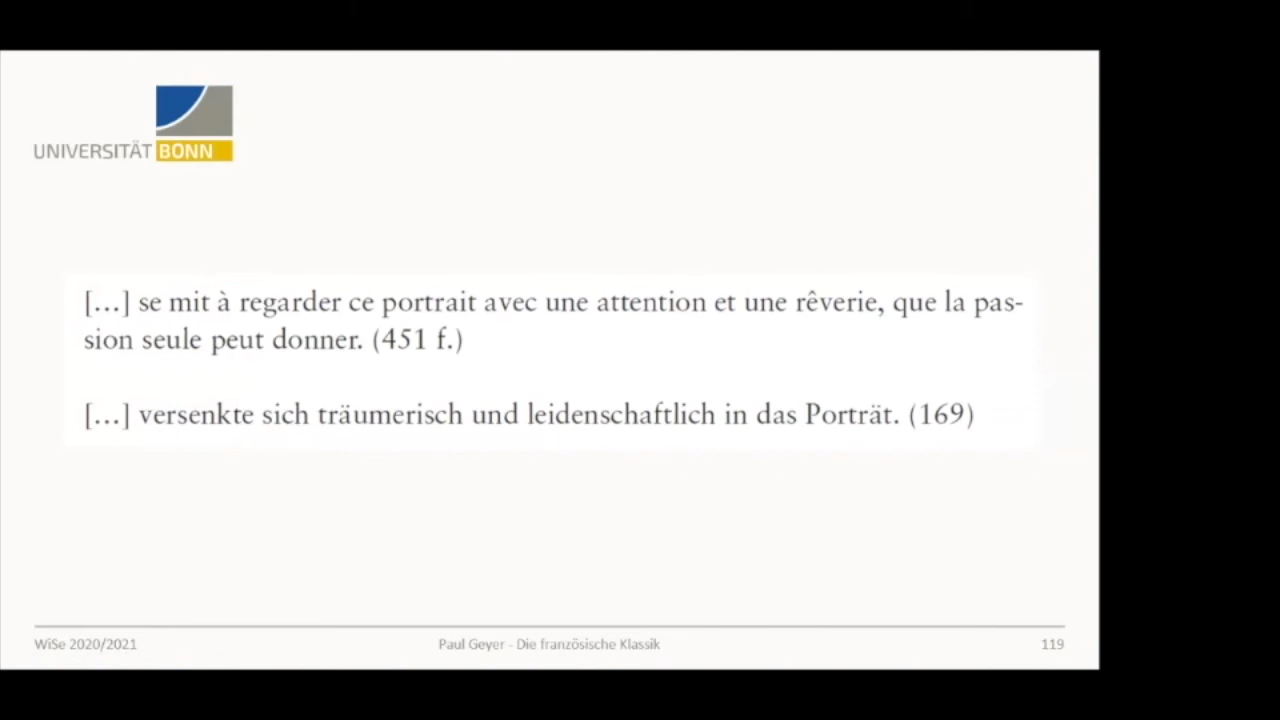 UNIVERSITÄT BONN
[…] se mit à regarder ce portrait avec une attention et une rêverie, que la pas-
sion seule peut donner. (451 f.)
[…] versenkte sich träumerisch und leidenschaftlich in das Porträt. (169)
WiSe 2020/2021
Paul Geyer - Die französische Klassik
119